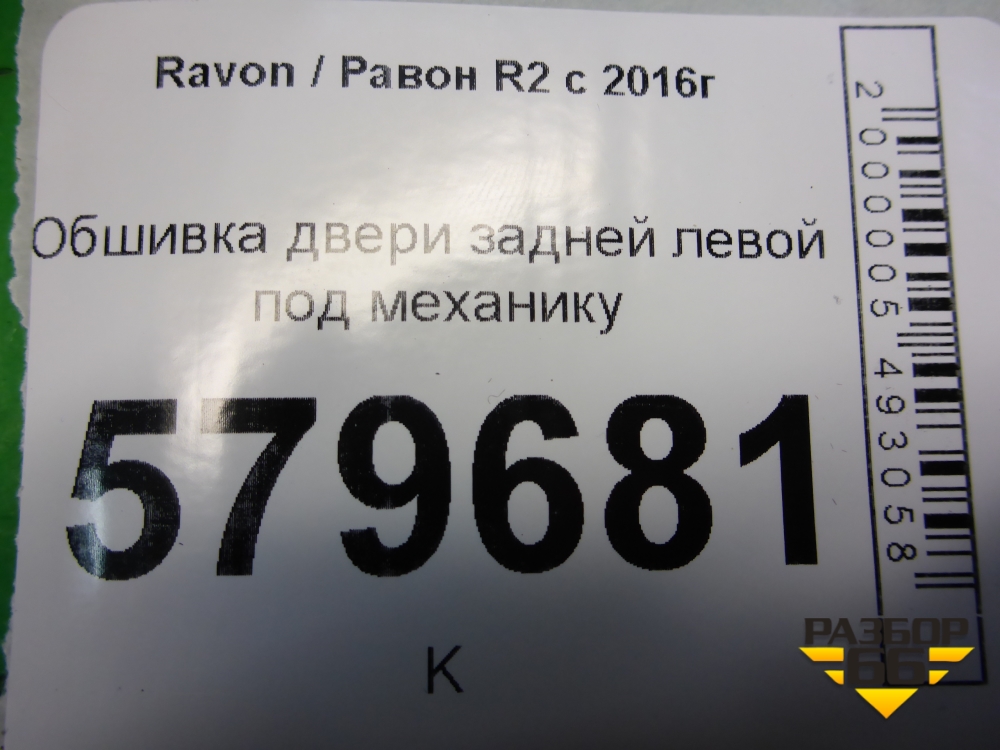 Ravon / Равон R2 с 2016г
Обшивка двери задней левой
под механику
579681
К
2000005493058
РАЗБОР
66